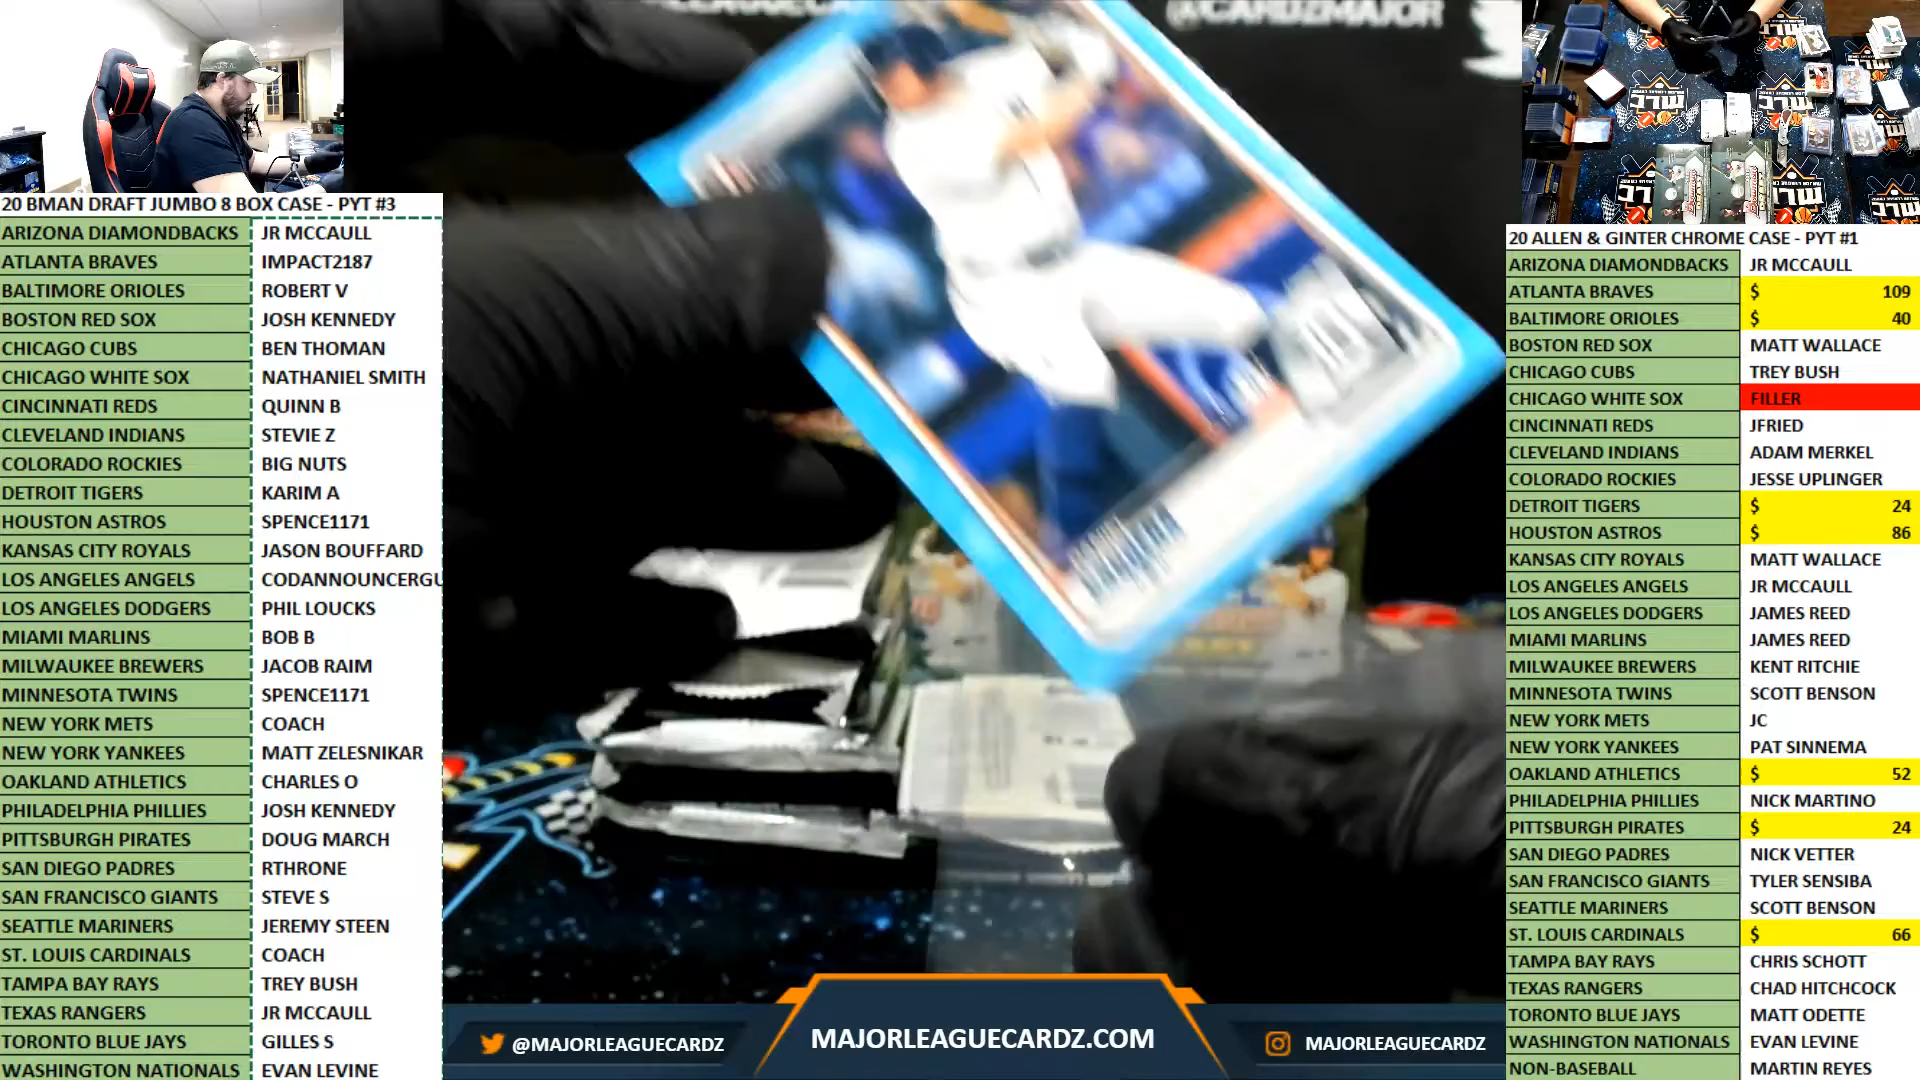 @CARDZMAJOR
20 BMAN DRAFT JUMBO 8 BOX CASE - PYT #3
ARIZONA DIAMONDBACKS JR MCCAULL
ATLANTA BRAVES IMPACT2187
BALTIMORE ORIOLES ROBERT V
BOSTON RED SOX JOSH KENNEDY
CHICAGO CUBS BEN THOMAN
CHICAGO WHITE SOX NATHANIEL SMITH
CINCINNATI REDS QUINN B
CLEVELAND INDIANS STEVIE Z
COLORADO ROCKIES BIG NUTS
DETROIT TIGERS KARIM A
HOUSTON ASTROS SPENCE1171
KANSAS CITY ROYALS JASON BOUFFARD
LOS ANGELES ANGELS CODANNOUNCERGU
LOS ANGELES DODGERS PHIL LOUCKS
MIAMI MARLINS BOB B
MILWAUKEE BREWERS JACOB RAIM
MINNESOTA TWINS SPENCE1171
NEW YORK METS COACH
NEW YORK YANKEES MATT ZELESNIKAR
OAKLAND ATHLETICS CHARLES O
PHILADELPHIA PHILLIES JOSH KENNEDY
PITTSBURGH PIRATES DOUG MARCH
SAN DIEGO PADRES RTHRONE
SAN FRANCISCO GIANTS STEVE S
SEATTLE MARINERS JEREMY STEEN
ST. LOUIS CARDINALS COACH
TAMPA BAY RAYS TREY BUSH
TEXAS RANGERS JR MCCAULL
TORONTO BLUE JAYS GILLES S
WASHINGTON NATIONALS EVAN LEVINE
@MAJORLEAGUECARDZ
MAJORLEAGUECARDZ.COM
MAJORLEAGUECARDZ
20 ALLEN & GINTER CHROME CASE - PYT #1
ARIZONA DIAMONDBACKS JR MCCAULL
ATLANTA BRAVES $ 109
BALTIMORE ORIOLES $ 40
BOSTON RED SOX MATT WALLACE
CHICAGO CUBS TREY BUSH
CHICAGO WHITE SOX FILLER
CINCINNATI REDS JFRIED
CLEVELAND INDIANS ADAM MERKEL
COLORADO ROCKIES JESSE UPLINGER
DETROIT TIGERS $ 24
HOUSTON ASTROS $ 86
KANSAS CITY ROYALS MATT WALLACE
LOS ANGELES ANGELS JR MCCAULL
LOS ANGELES DODGERS JAMES REED
MIAMI MARLINS JAMES REED
MILWAUKEE BREWERS KENT RITCHIE
MINNESOTA TWINS SCOTT BENSON
NEW YORK METS JC
NEW YORK YANKEES PAT SINNEMA
OAKLAND ATHLETICS $ 52
PHILADELPHIA PHILLIES NICK MARTINO
PITTSBURGH PIRATES $ 24
SAN DIEGO PADRES NICK VETTER
SAN FRANCISCO GIANTS TYLER SENSIBA
SEATTLE MARINERS SCOTT BENSON
ST. LOUIS CARDINALS $ 66
TAMPA BAY RAYS CHRIS SCHOTT
TEXAS RANGERS CHAD HITCHCOCK
TORONTO BLUE JAYS MATT ODETTE
WASHINGTON NATIONALS EVAN LEVINE
NON-BASEBALL MARTIN REYES